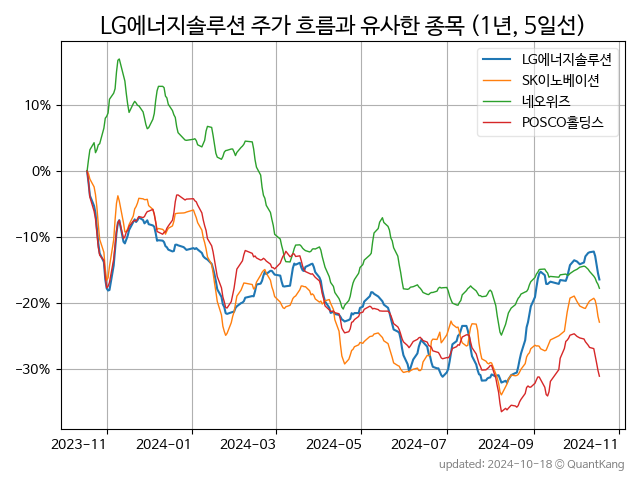 LG에너지솔루션 주가 흐름과 유사한 종목 (1년, 5일선)
LG에너지솔루션
SK이노베이션
네오위즈
POSCO홀딩스
10%
0%
−10%
−20%
−30%
2023-11 2024-01 2024-03 2024-05 2024-07 2024-09 2024-11
updated: 2024-10-18 © QuantKang